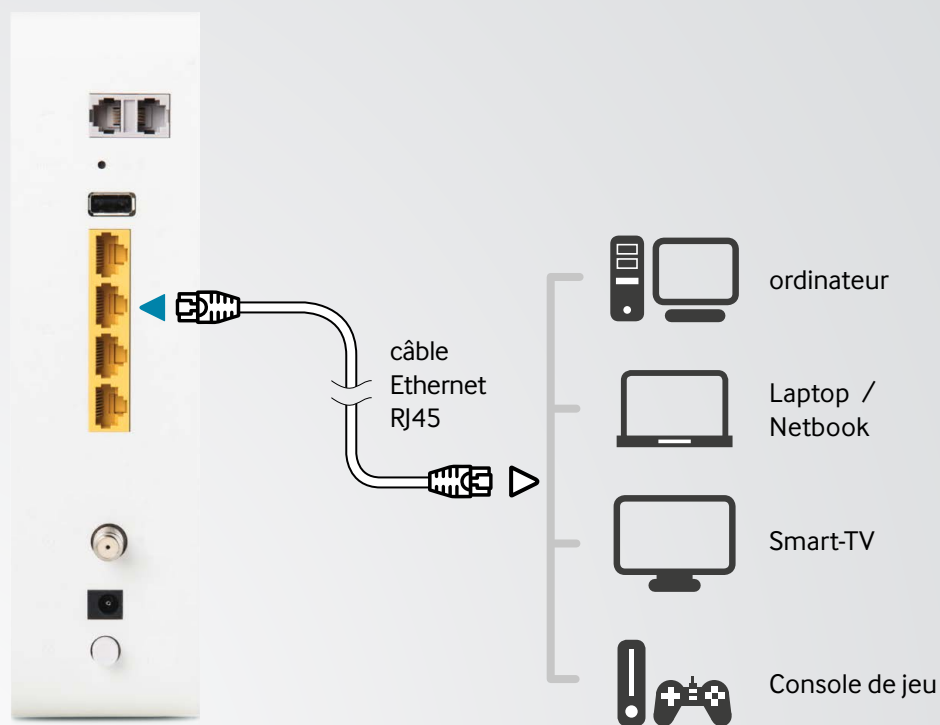 ordinateur
câble
Ethernet
RJ45
Laptop /
Netbook
Smart-TV
Console de jeu